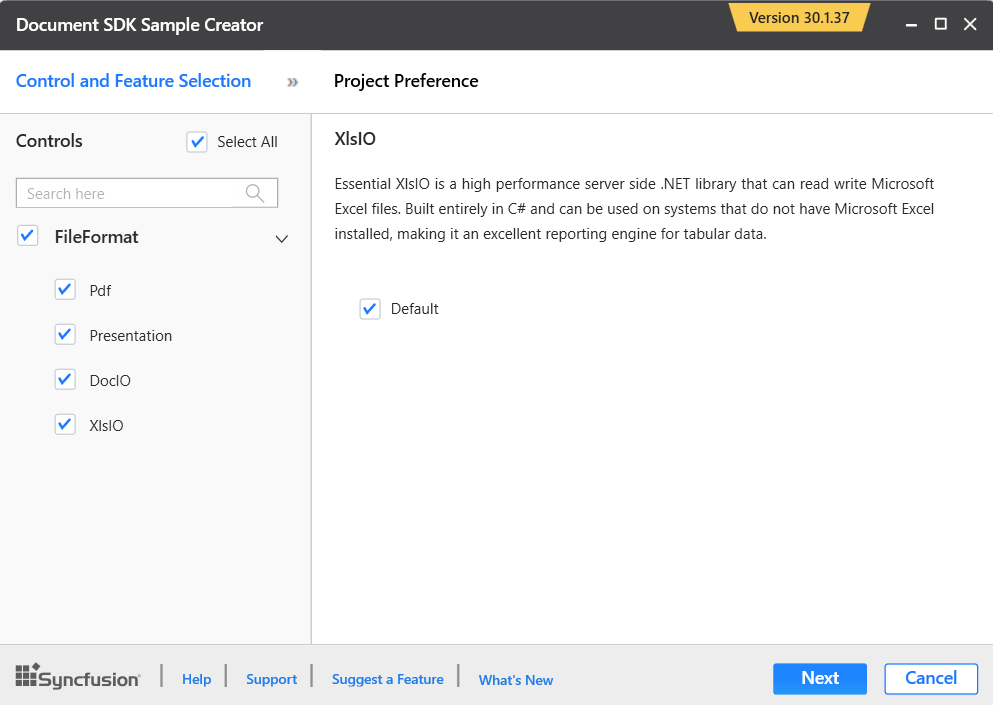 Document SDK Sample Creator
Version 30.1.37
Control and Feature Selection
Project Preference
Controls
Select All
Search here
FileFormat
Pdf
Presentation
DocIO
XlsIO
XlsIO
Essential XlsIO is a high performance server side .NET library that can read write Microsoft
Excel files. Built entirely in C# and can be used on systems that do not have Microsoft Excel
installed, making it an excellent reporting engine for tabular data.
Default
Syncfusion
Help
Support
Suggest a Feature
What's New
Next
Cancel